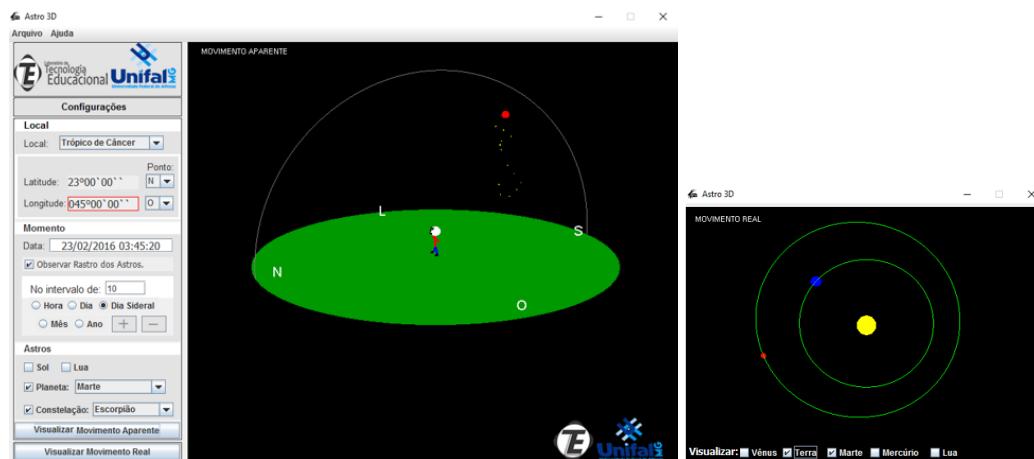 Astro 3D
Arquivo Ajuda
MOVIMENTO APARENTE
TE
Laboratório de
Tecnologia
Educacional
Unifal MG
Universidade Federal de Alfenas
Configurações
Local
Local: Trópico de Câncer
Ponto:
Latitude: 23º00`00`` N
Longitude: 045º00`00`` O
Momento
Data: 23/02/2016 03:45:20
Observar Rastro dos Astros.
No intervalo de: 10
Hora Dia Dia Sideral
Mês Ano + -
Astros
Sol Lua
Planeta: Marte
Constelação: Escorpião
Visualizar Movimento Aparente
Visualizar Movimento Real
L
S
N
O
TE Unifal MG
Astro 3D
MOVIMENTO REAL
Visualizar: Vênus Terra Marte Mercúrio Lua